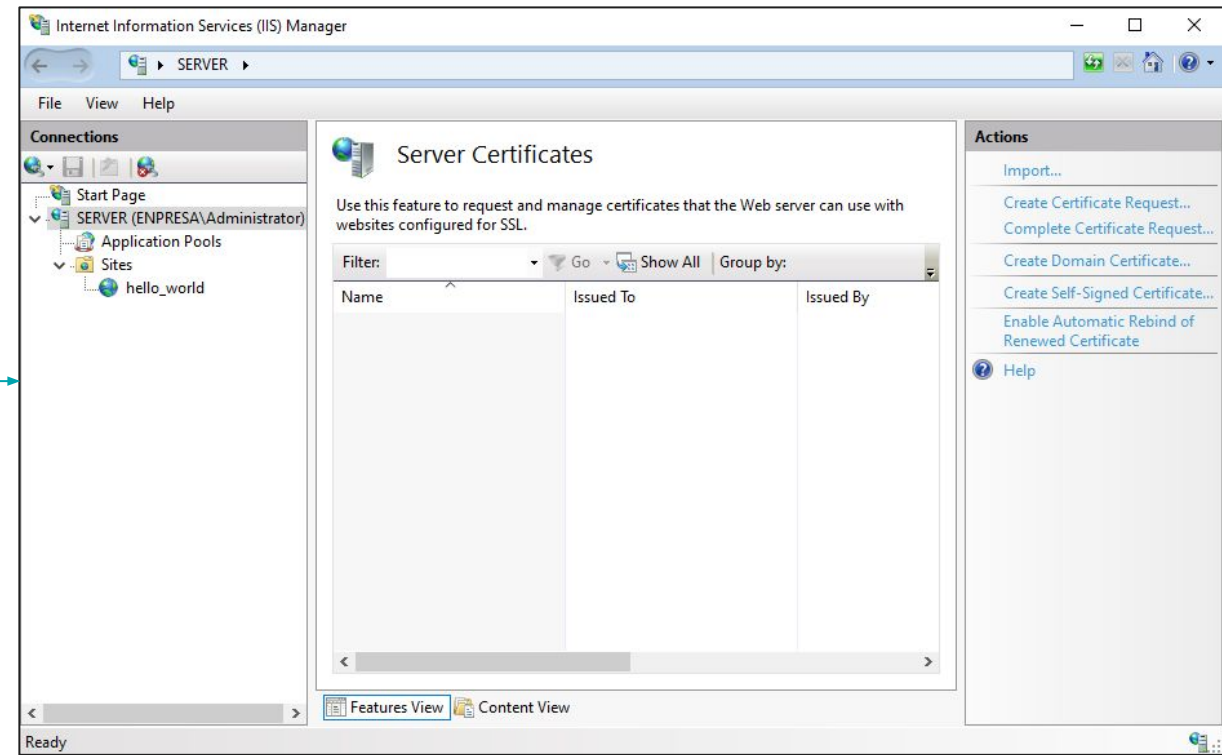 Internet Information Services (IIS) Manager
SERVER
File View Help
Connections
Start Page
SERVER (ENPRESA\Administrator)
Application Pools
Sites
hello_world
Server Certificates
Use this feature to request and manage certificates that the Web server can use with
websites configured for SSL.
Filter: Go Show All Group by:
Name Issued To Issued By
Features View Content View
Actions
Import...
Create Certificate Request...
Complete Certificate Request...
Create Domain Certificate...
Create Self-Signed Certificate...
Enable Automatic Rebind of
Renewed Certificate
Help
Ready